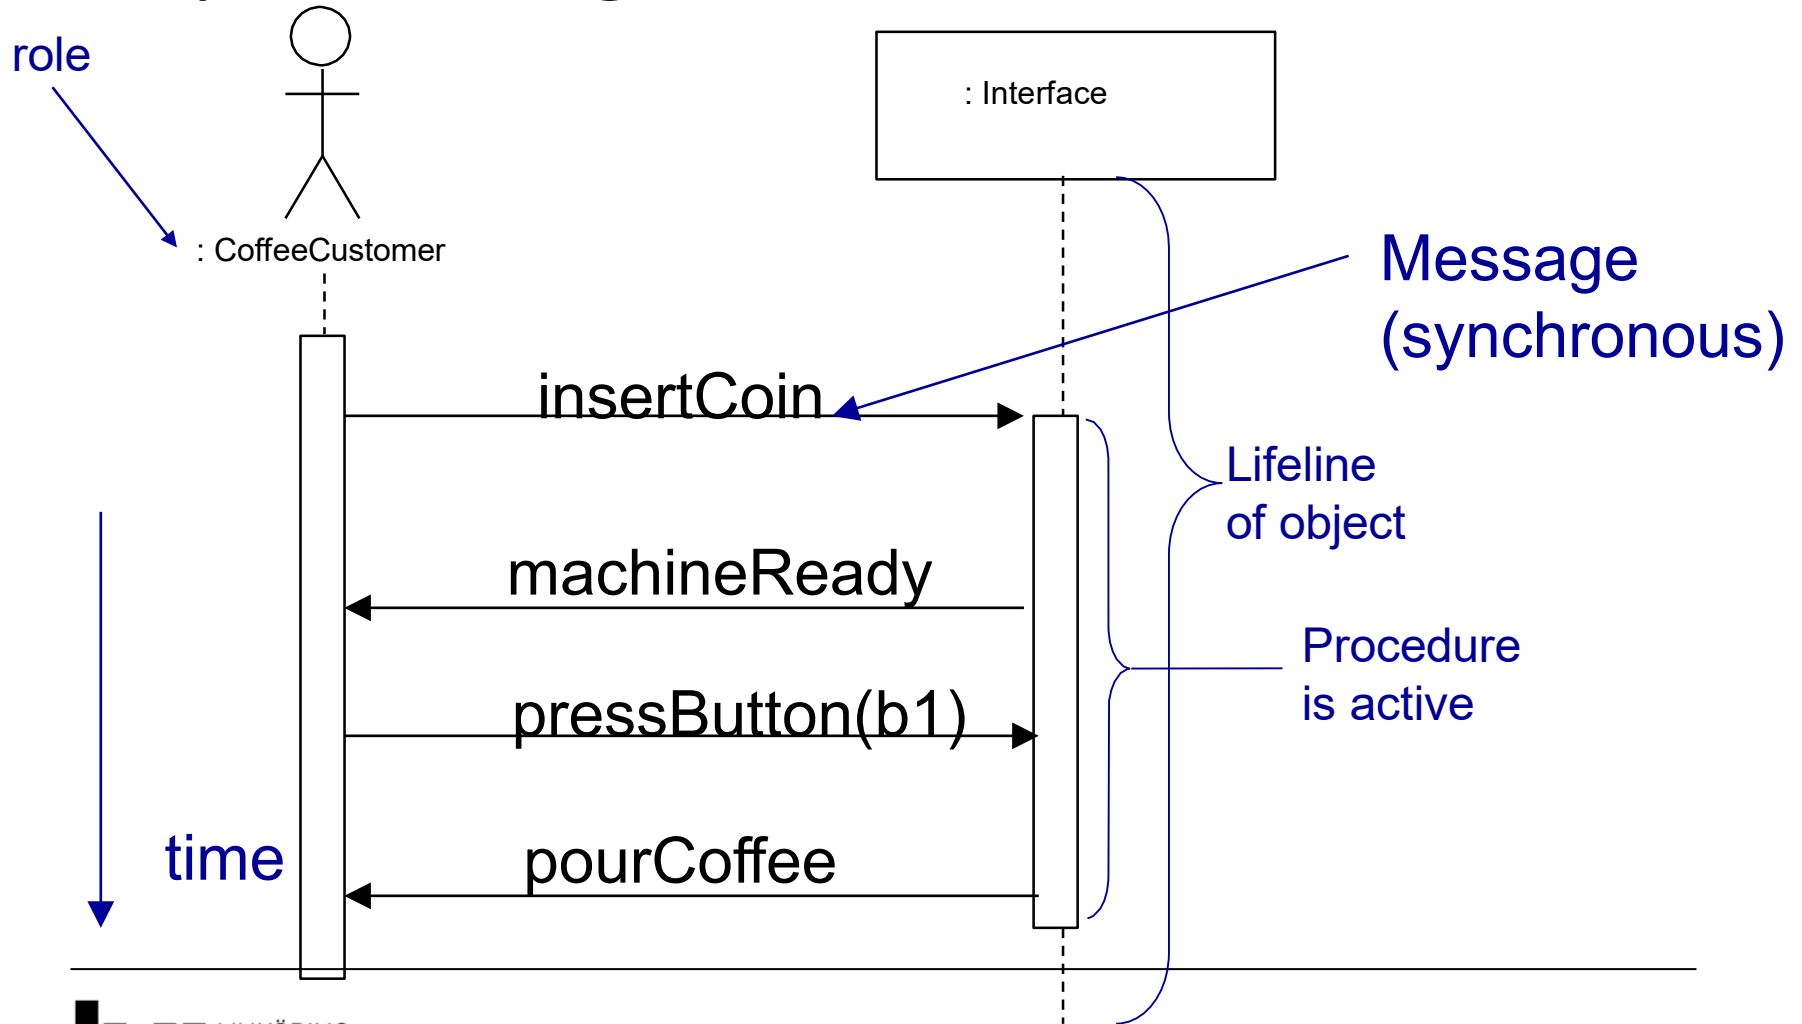 role
: Interface
: CoffeeCustomer
Message
(synchronous)
insertCoin
Lifeline
of object
machineReady
Procedure
is active
pressButton(b1)
time
pourCoffee